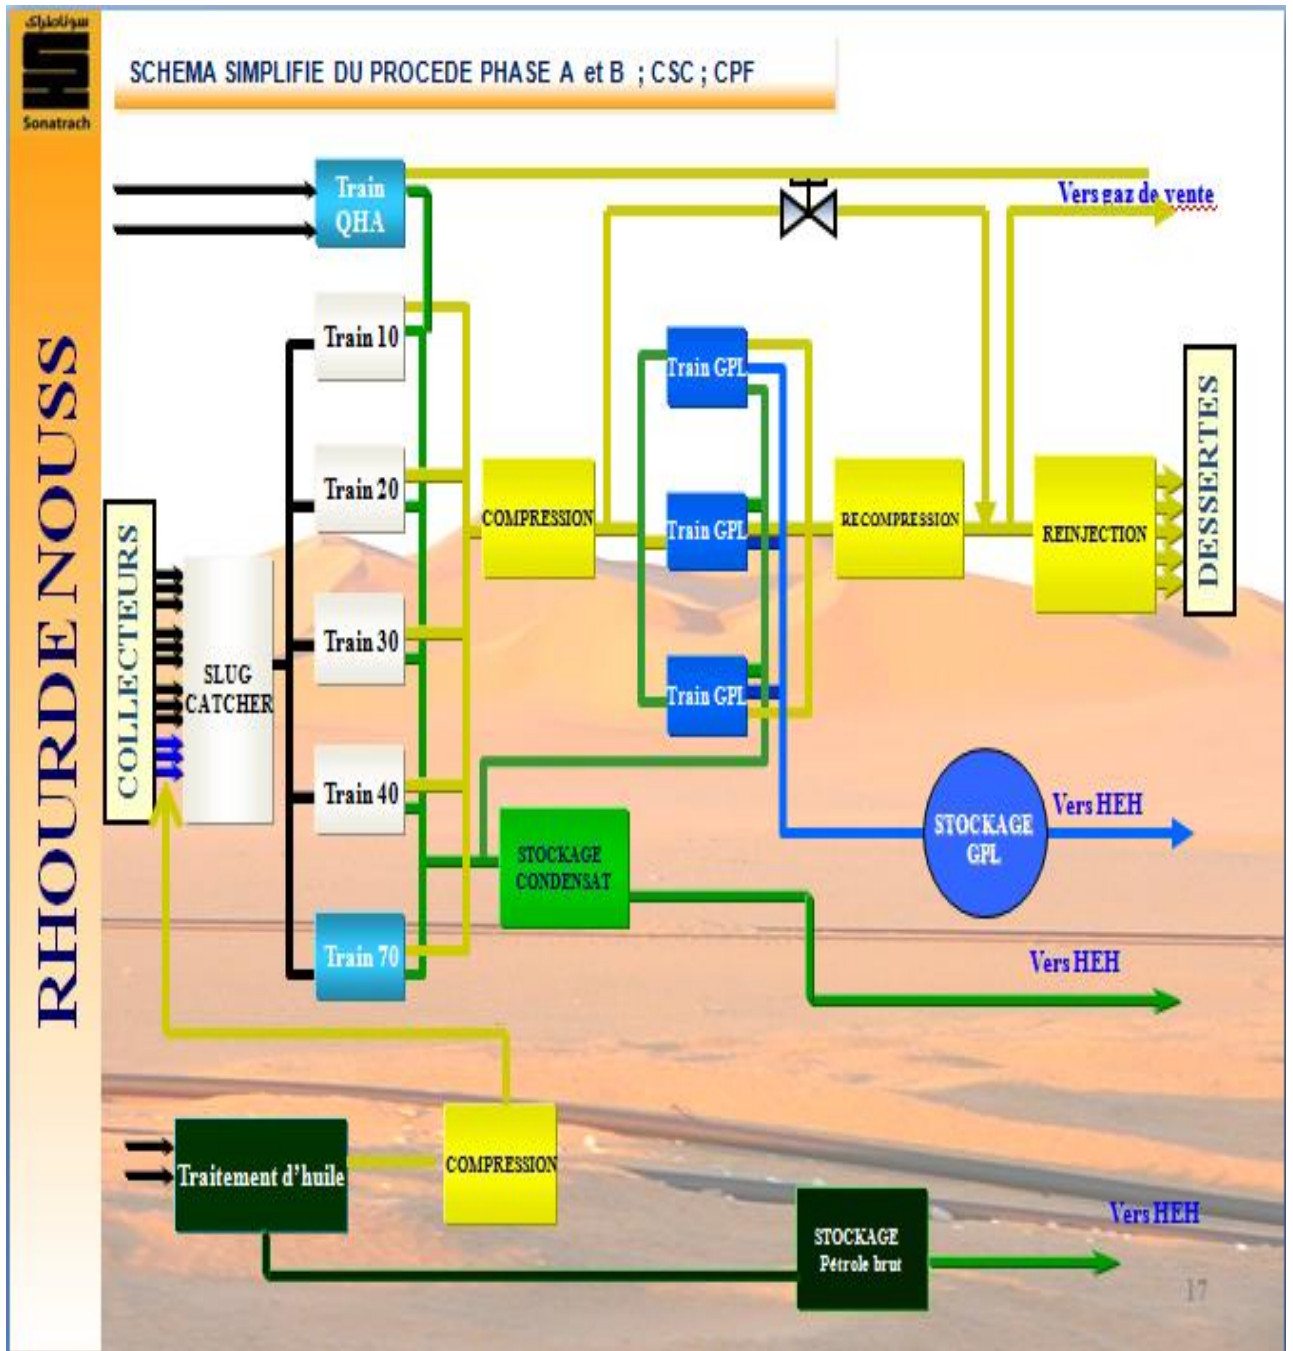 سوناطراك
Sonatrach
SCHEMA SIMPLIFIE DU PROCEDE PHASE A et B ; CSC ; CPF
RHOURDE NOUSS
Train
QHA
Vers gaz de vente
Train 10
Train 20
Train 30
Train 40
Train 70
COLLECTEURS
SLUG
CATCHER
COMPRESSION
Train GPL
Train GPL
Train GPL
RECOMPRESSION
REINJECTION
DESSERTES
STOCKAGE
CONDENSAT
STOCKAGE
GPL
Vers HEH
Vers HEH
Traitement d'huile
COMPRESSION
STOCKAGE
Pétrole brut
Vers HEH
17